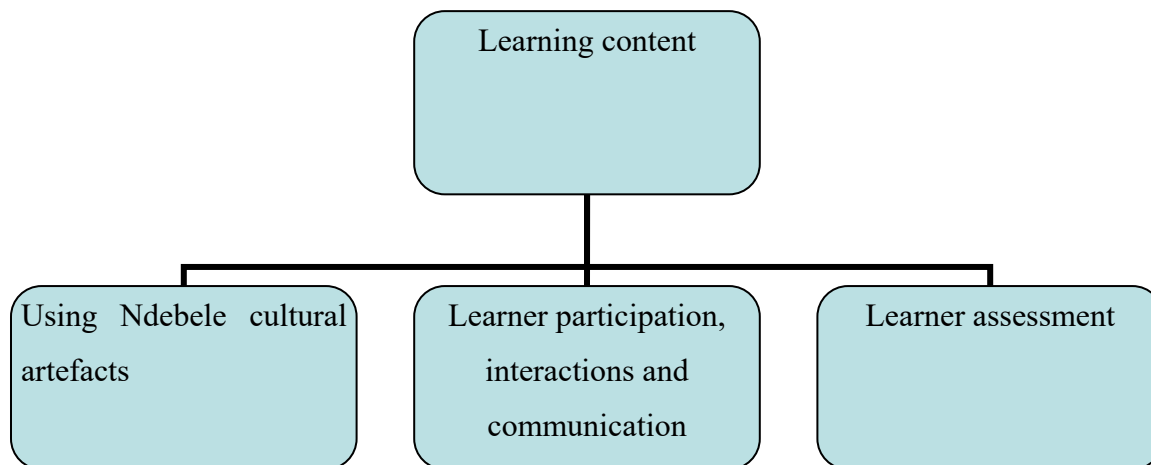 Learning content
Using Ndebele cultural
artefacts
Learner participation,
interactions and
communication
Learner assessment